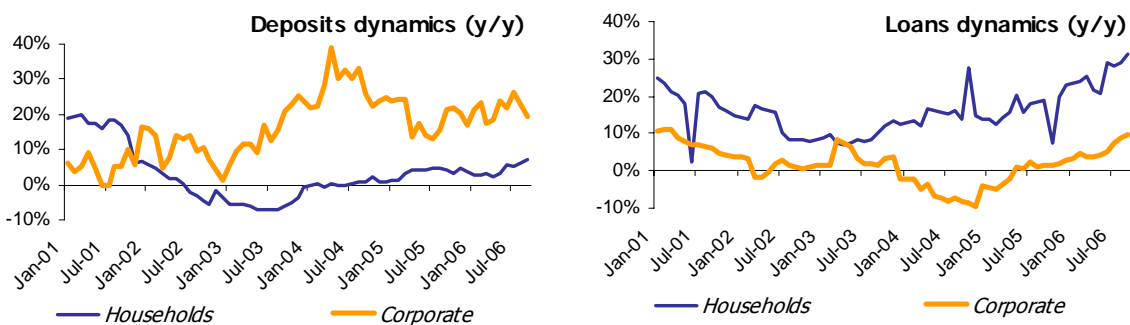 Deposits dynamics (y/y)
40%
30%
20%
10%
0%
-10%
Jan-01
Jul-01
Jan-02
Jul-02
Jan-03
Jul-03
Jan-04
Jul-04
Jan-05
Jul-05
Jan-06
Jul-06
Households
Corporate
Loans dynamics (y/y)
40%
30%
20%
10%
0%
-10%
Jan-01
Jul-01
Jan-02
Jul-02
Jan-03
Jul-03
Jan-04
Jul-04
Jan-05
Jul-05
Jan-06
Jul-06
Households
Corporate